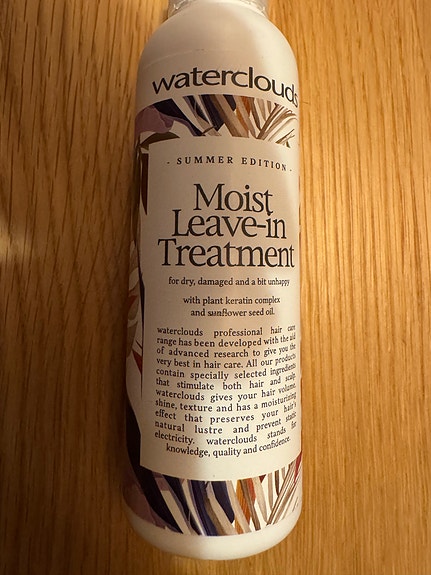 waterclouds
- SUMMER EDITION -
Moist
Leave-in
Treatment
for dry, damaged and a bit unhappy
with plant keratin complex
and sunflower seed oil.
waterclouds professional hair care
range has been developed with the aid
of advanced research to give you the
very best in hair care. All our products
contain specially selected ingredients
that stimulate both hair and scalp.
waterclouds gives your hair volume,
shine, texture and has a moisturizing
effect that preserves your hair's
natural lustre and prevent static
electricity. waterclouds stands for
knowledge, quality and confidence.